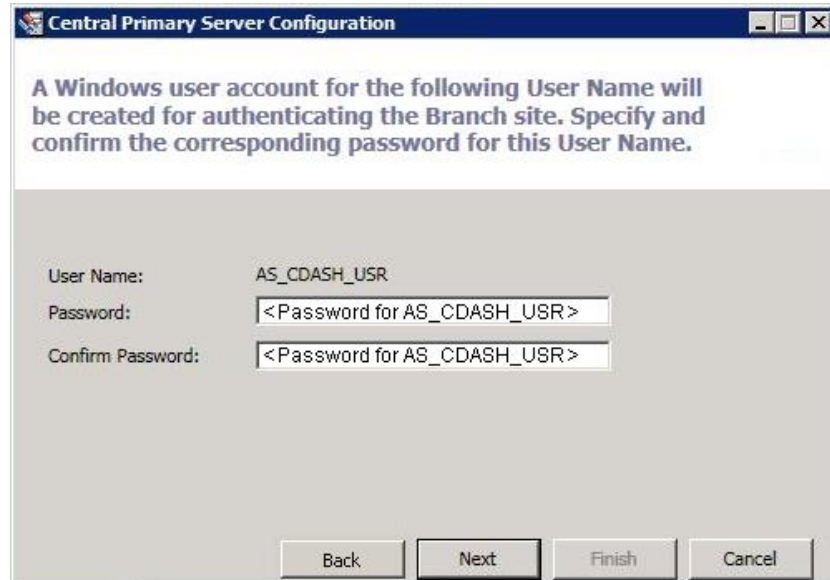 Central Primary Server Configuration
A Windows user account for the following User Name will
be created for authenticating the Branch site. Specify and
confirm the corresponding password for this User Name.
User Name: AS_CDASH_USR
Password: <Password for AS_CDASH_USR>
Confirm Password: <Password for AS_CDASH_USR>
Back Next Finish Cancel